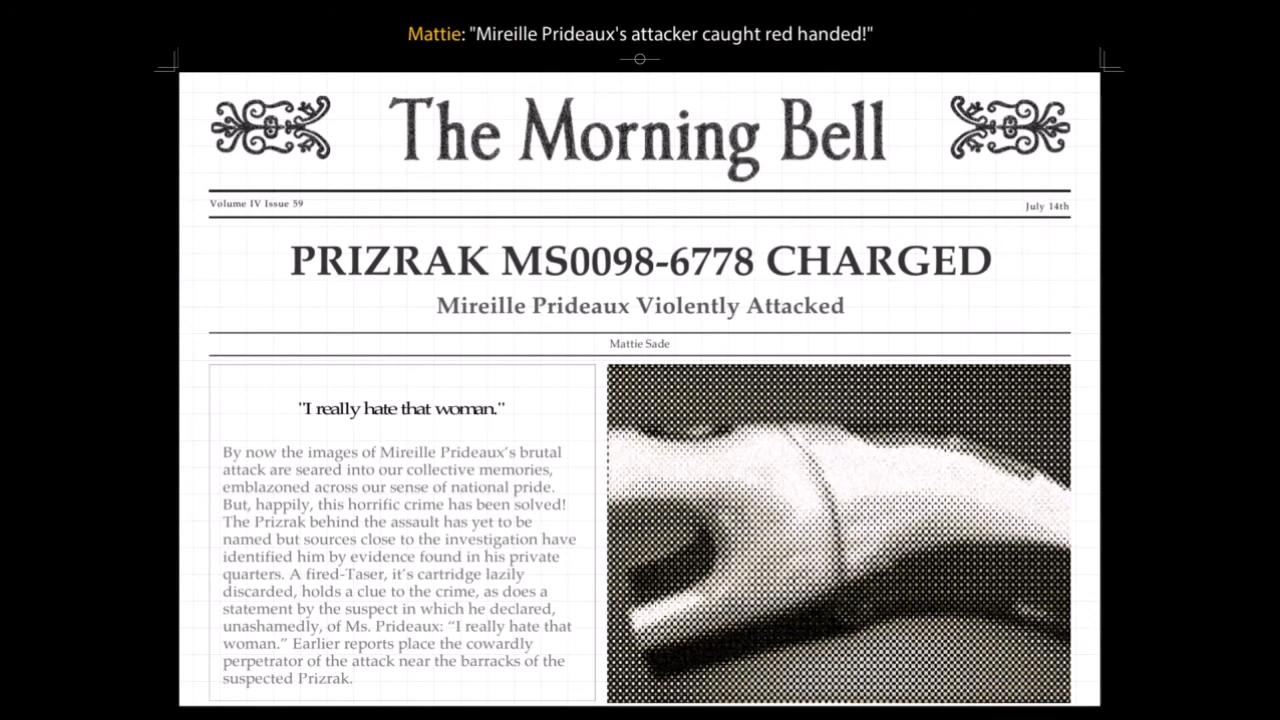 Mattie: "Mireille Prideaux's attacker caught red handed!"
The Morning Bell
Volume IV Issue 59
July 14th
PRIZRAK MS0098-6778 CHARGED
Mireille Prideaux Violently Attacked
Mattie Sade
"I really hate that woman."
By now the images of Mireille Prideaux's brutal
attack are seared into our collective memories,
emblazoned across our sense of national pride.
But, happily, this horrific crime has been solved!
The Prizrak behind the assault has yet to be
named but sources close to the investigation have
identified him by evidence found in his private
quarters. A fired-Taser, it's cartridge lazily
discarded, holds a clue to the crime, as does a
statement by the suspect in which he declared,
unashamedly, of Ms. Prideaux: “I really hate that
woman.” Earlier reports place the cowardly
perpetrator of the attack near the barracks of the
suspected Prizrak.